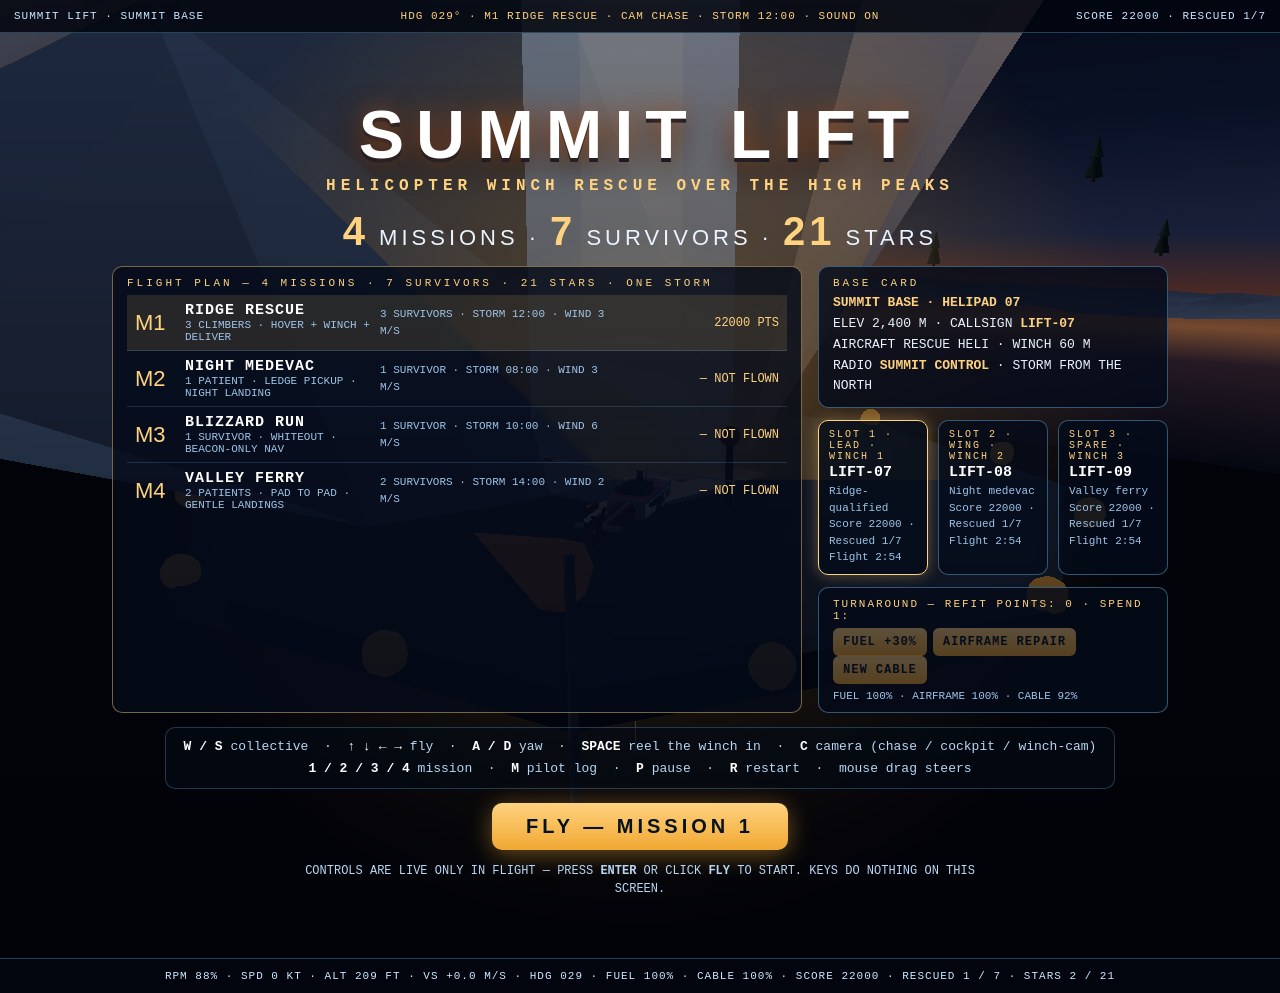 SUMMIT LIFT · SUMMIT BASE
HDG 029° · M1 RIDGE RESCUE · CAM CHASE · STORM 12:00 · SOUND ON
SCORE 22000 · RESCUED 1/7
SUMMIT LIFT
HELICOPTER WINCH RESCUE OVER THE HIGH PEAKS
4 MISSIONS · 7 SURVIVORS · 21 STARS
FLIGHT PLAN — 4 MISSIONS · 7 SURVIVORS · 21 STARS · ONE STORM
M1
RIDGE RESCUE
3 CLIMBERS · HOVER + WINCH +
DELIVER
3 SURVIVORS · STORM 12:00 · WIND 3
M/S
22000 PTS
M2
NIGHT MEDEVAC
1 PATIENT · LEDGE PICKUP ·
NIGHT LANDING
1 SURVIVOR · STORM 08:00 · WIND 3
M/S
— NOT FLOWN
M3
BLIZZARD RUN
1 SURVIVOR · WHITEOUT ·
BEACON-ONLY NAV
1 SURVIVOR · STORM 10:00 · WIND 6
M/S
— NOT FLOWN
M4
VALLEY FERRY
2 PATIENTS · PAD TO PAD ·
GENTLE LANDINGS
2 SURVIVORS · STORM 14:00 · WIND 2
M/S
— NOT FLOWN
BASE CARD
SUMMIT BASE · HELIPAD 07
ELEV 2,400 M · CALLSIGN LIFT-07
AIRCRAFT RESCUE HELI · WINCH 60 M
RADIO SUMMIT CONTROL · STORM FROM THE
NORTH
SLOT 1 ·
LEAD ·
WINCH 1
LIFT-07
Ridge-
qualified
Score 22000 ·
Rescued 1/7
Flight 2:54
SLOT 2 ·
WING ·
WINCH 2
LIFT-08
Night medevac
Score 22000 ·
Rescued 1/7
Flight 2:54
SLOT 3 ·
SPARE ·
WINCH 3
LIFT-09
Valley ferry
Score 22000 ·
Rescued 1/7
Flight 2:54
TURNAROUND — REFIT POINTS: 0 · SPEND
1:
FUEL +30%
AIRFRAME REPAIR
NEW CABLE
FUEL 100% · AIRFRAME 100% · CABLE 92%
W / S collective · ↑ ↓ ← → fly · A / D yaw · SPACE reel the winch in · C camera (chase / cockpit / winch-cam)
1 / 2 / 3 / 4 mission · M pilot log · P pause · R restart · mouse drag steers
FLY — MISSION 1
CONTROLS ARE LIVE ONLY IN FLIGHT — PRESS ENTER OR CLICK FLY TO START. KEYS DO NOTHING ON THIS
SCREEN.
RPM 88% · SPD 0 KT · ALT 209 FT · VS +0.0 M/S · HDG 029 · FUEL 100% · CABLE 100% · SCORE 22000 · RESCUED 1 / 7 · STARS 2 / 21